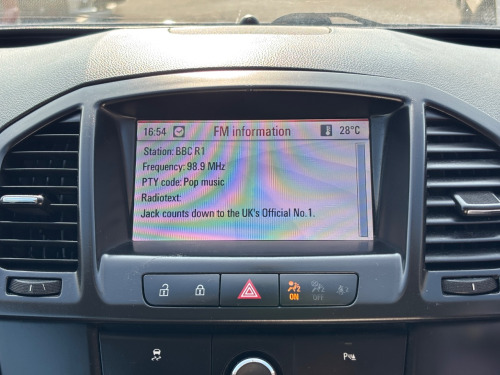 16:54 FM information 28°C
Station: BBC R1
Frequency: 98.9 MHz
PTY code: Pop music
Radiotext:
Jack counts down to the UK's Official No.1.
ON OFF